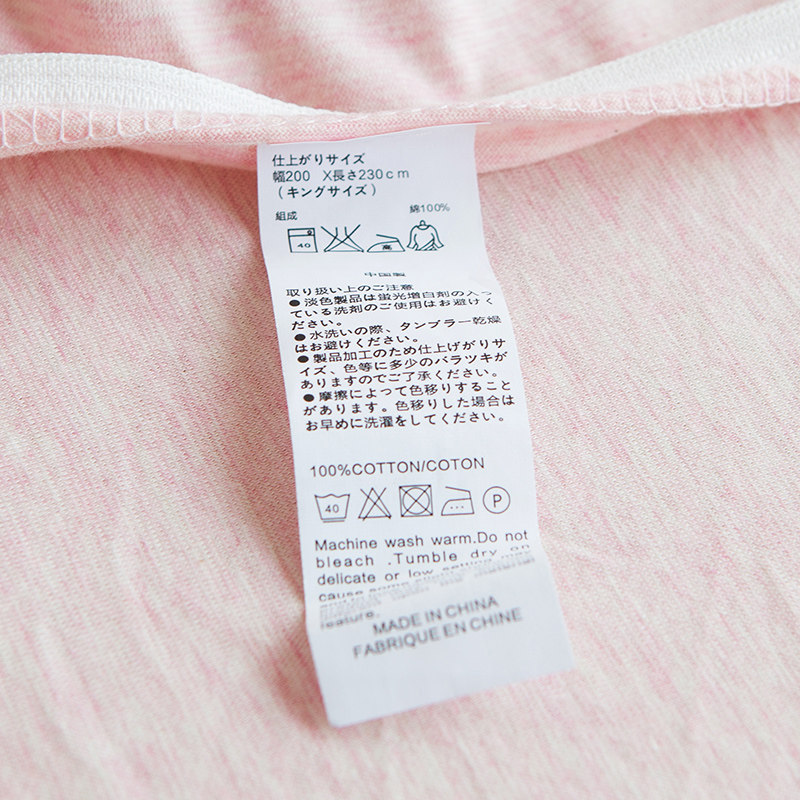 仕上がりサイズ
幅200 X長さ230cm
(キングサイズ)
組成 綿100%
40 高
中国製
取り扱い上のご注意
●淡色製品は蛍光増白剤の入っ
ている洗剤のご使用はお避けく
ださい。
●水洗いの際、タンブラー乾燥
はお避けください。
●製品加工のため仕上げがりサ
イズ、色等に多少のバラツキが
ありますのでご了承ください。
●摩擦によって色移りすること
があります。色移りした場合は
お早めに洗濯をしてください。
100%COTTON/COTON
40 P
Machine wash warm.Do not
bleach .Tumble dry on
delicate or low setting may
cause some
feature.
MADE IN CHINA
FABRIQUE EN CHINE